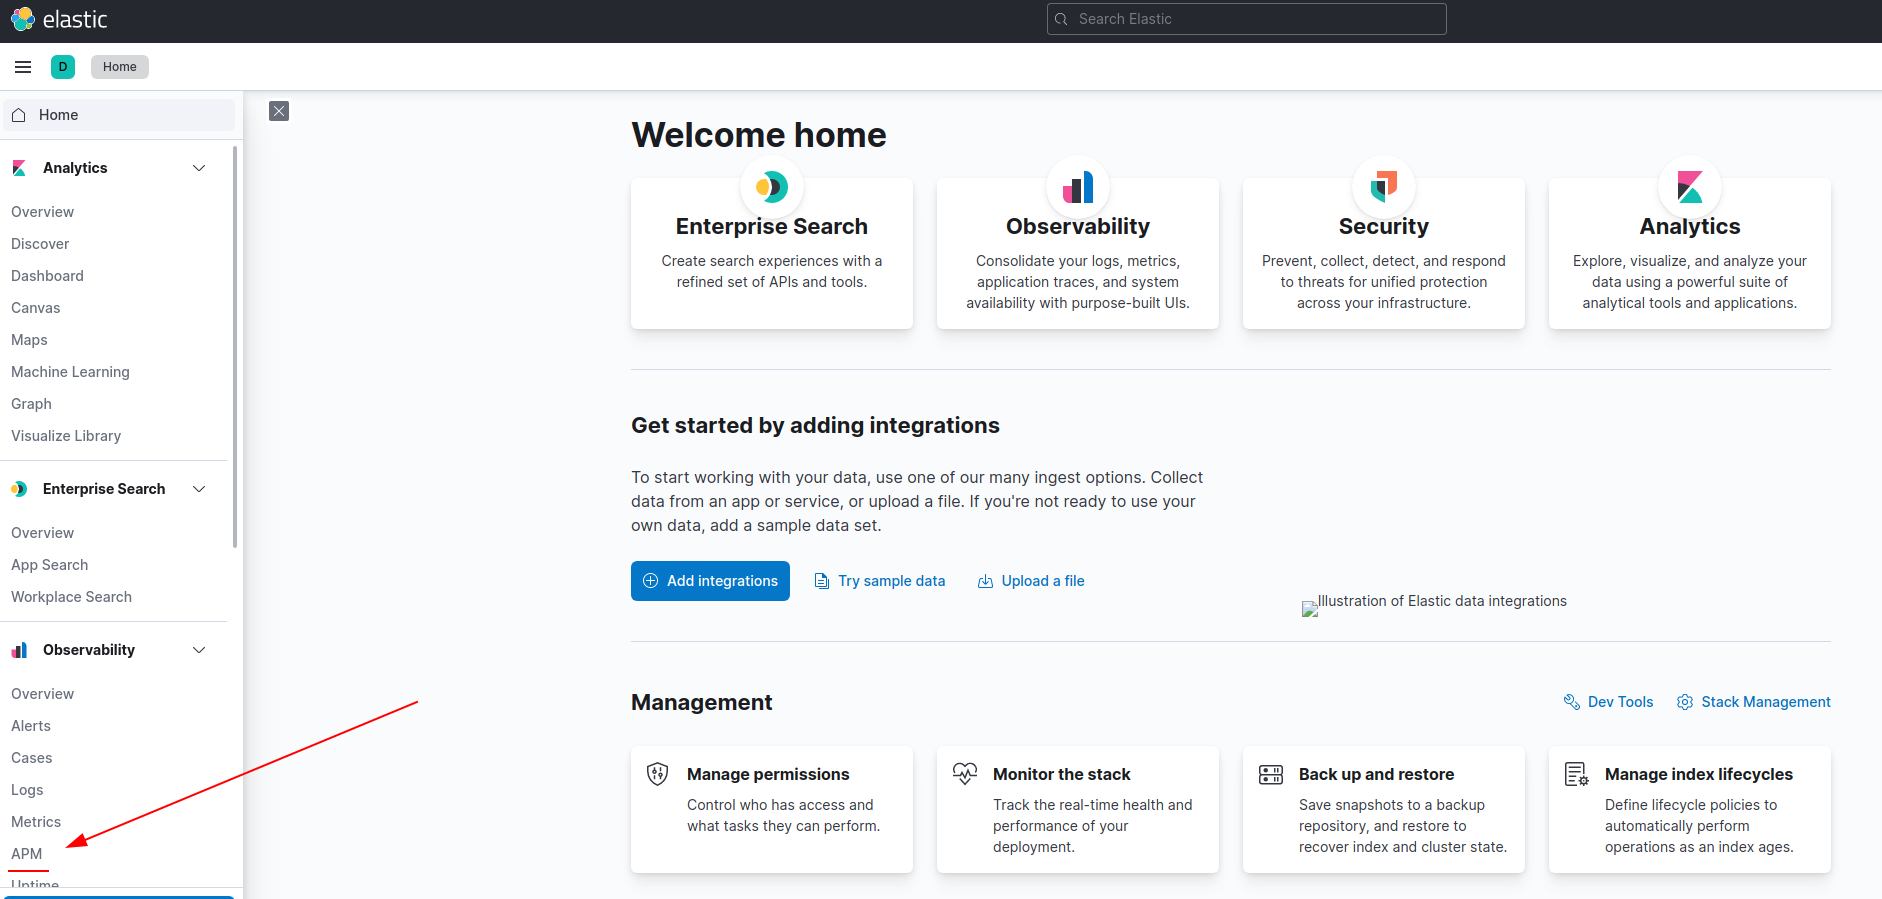 elastic
Search Elastic
D
Home
Home
Analytics
Overview
Discover
Dashboard
Canvas
Maps
Machine Learning
Graph
Visualize Library
Enterprise Search
Overview
App Search
Workplace Search
Observability
Overview
Alerts
Cases
Logs
Metrics
APM
Uptime
Welcome home
Enterprise Search
Create search experiences with a
refined set of APIs and tools.
Observability
Consolidate your logs, metrics,
application traces, and system
availability with purpose-built UIs.
Security
Prevent, collect, detect, and respond
to threats for unified protection
across your infrastructure.
Analytics
Explore, visualize, and analyze your
data using a powerful suite of
analytical tools and applications.
Get started by adding integrations
To start working with your data, use one of our many ingest options. Collect
data from an app or service, or upload a file. If you're not ready to use your
own data, add a sample data set.
Add integrations
Try sample data
Upload a file
Illustration of Elastic data integrations
Management
Dev Tools
Stack Management
Manage permissions
Control who has access and
what tasks they can perform.
Monitor the stack
Track the real-time health and
performance of your
deployment.
Back up and restore
Save snapshots to a backup
repository, and restore to
recover index and cluster state.
Manage index lifecycles
Define lifecycle policies to
automatically perform
operations as an index ages.